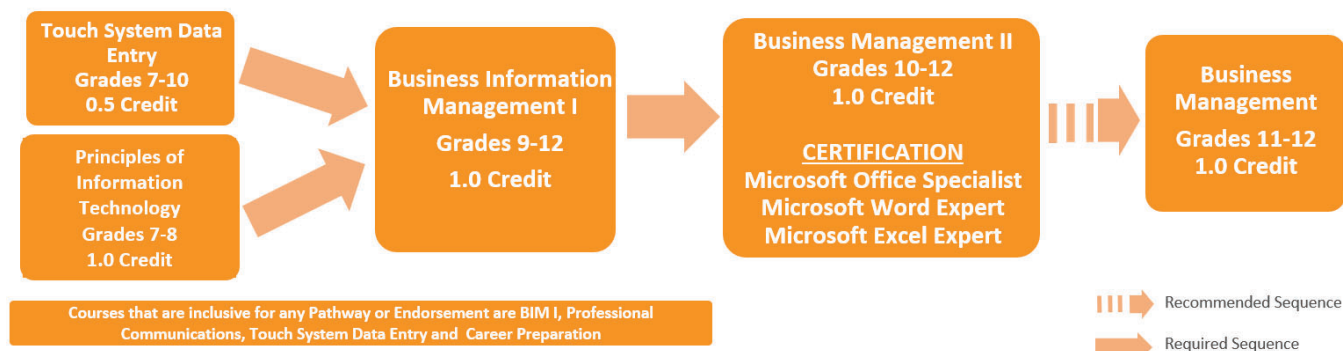 Touch System Data
Entry
Grades 7-10
0.5 Credit
Principles of
Information
Technology
Grades 7-8
1.0 Credit
Business Information
Management I
Grades 9-12
1.0 Credit
Business Management II
Grades 10-12
1.0 Credit
CERTIFICATION
Microsoft Office Specialist
Microsoft Word Expert
Microsoft Excel Expert
Business
Management
Grades 11-12
1.0 Credit
Courses that are inclusive for any Pathway or Endorsement are BIM I, Professional
Communications, Touch System Data Entry and Career Preparation
Recommended Sequence
Required Sequence